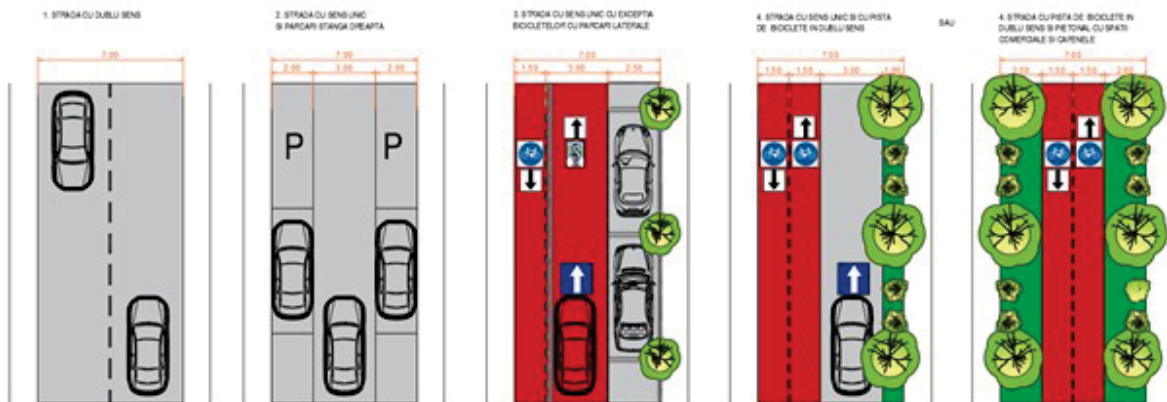 1. STRADA CU DUBLU SENS
7.00
2. STRADA CU SENS UNIC
SI PARCARI STANGA DREAPTA
7.00
2.00 3.00 2.00
P P
3. STRADA CU SENS UNIC CU EXCEPTIA
BICICLETELOR CU PARCARI LATERALE
7.00
1.50 3.00 2.50
4. STRADA CU SENS UNIC SI CU PISTA
DE BICICLETE IN DUBLU SENS
7.00
1.50 1.50 3.00 1.00
SAU
4. STRADA CU PISTA DE BICICLETE IN
DUBLU SENS SI PIETONAL CU SPATII
COMERCIALE SI CAFENELE
7.00
2.00 1.50 1.50 2.00